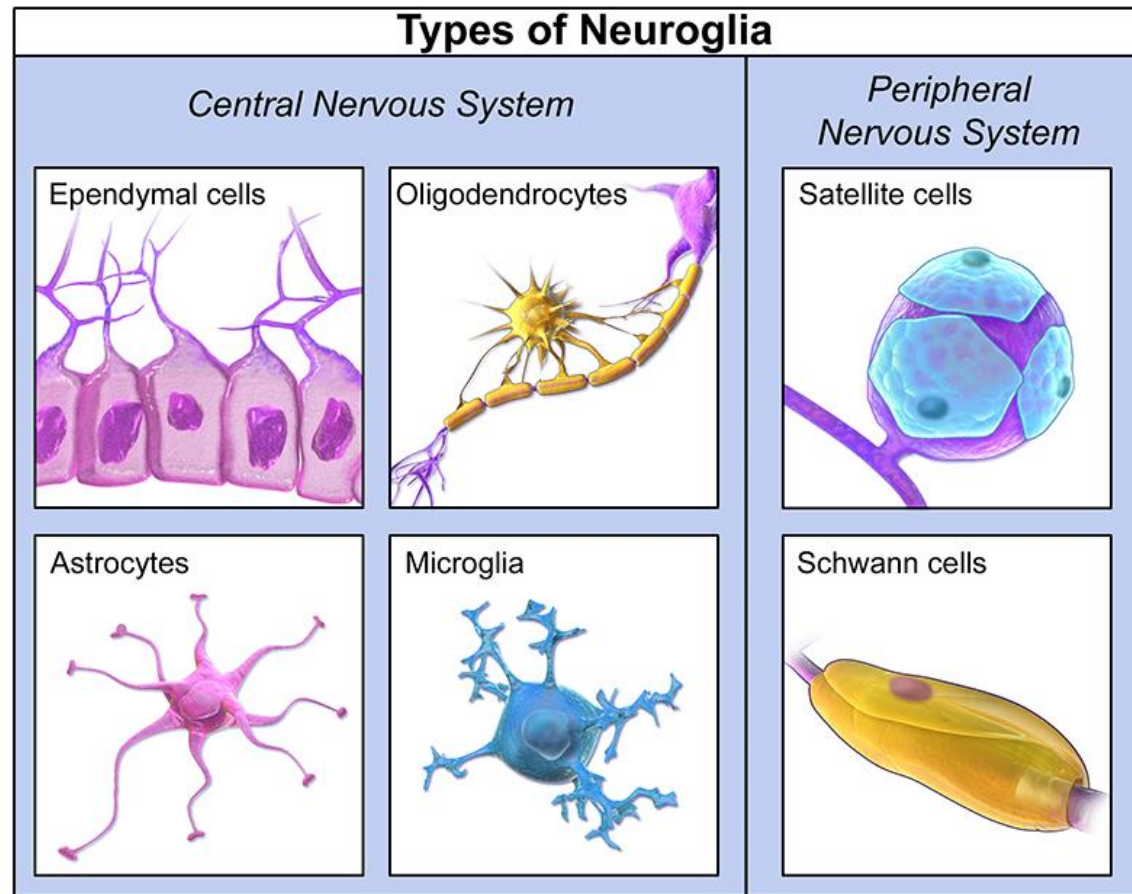 Types of Neuroglia
Central Nervous System
Peripheral
Nervous System
Ependymal cells
Oligodendrocytes
Satellite cells
Astrocytes
Microglia
Schwann cells